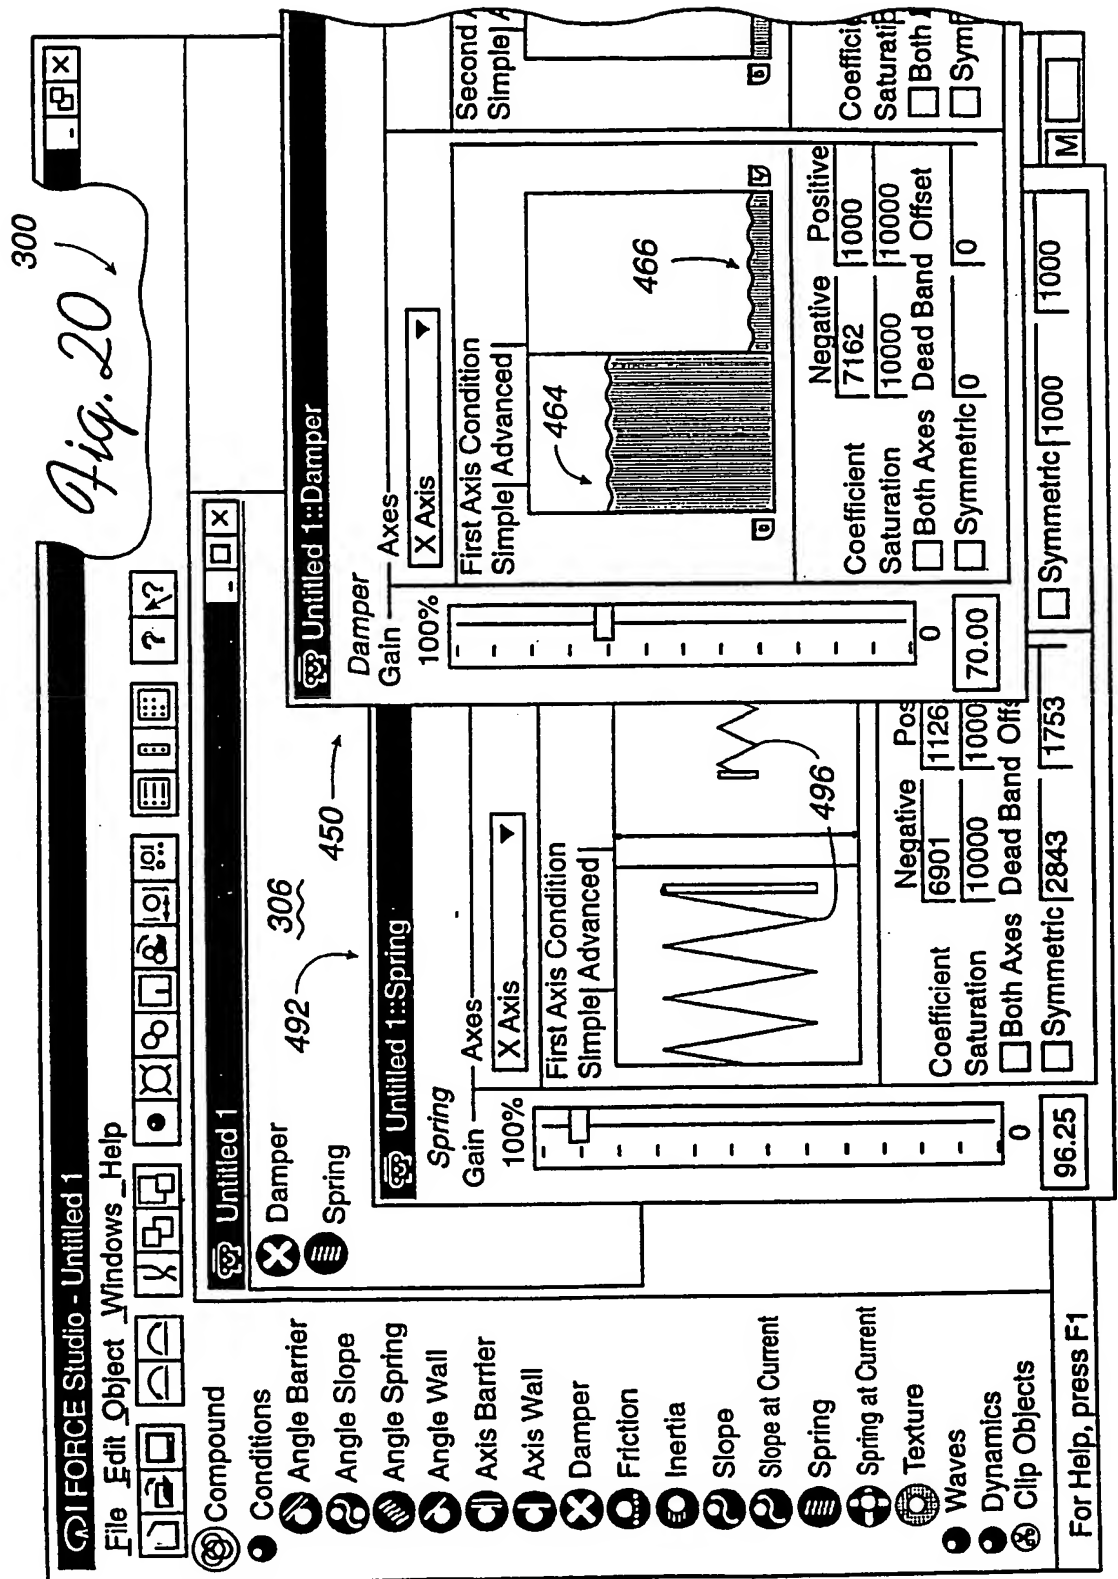 Fig. 20
300
I FORCE Studio - Untitled 1
File Edit Object Windows Help
? ?
Compound
Conditions
Angle Barrier
Angle Slope
Angle Spring
Angle Wall
Axis Barrier
Axis Wall
Damper
Friction
Inertia
Slope
Slope at Current
Spring
Spring at Current
Texture
Waves
Dynamics
Clip Objects
For Help, press F1
M
Untitled 1
Damper
Spring
306
492
450
Untitled 1::Spring
Spring
Gain
100%
0
96.25
Axes
X Axis
First Axis Condition
Simple Advanced
496
Negative Pos
Coefficient 6901 1126
Saturation 10000 1000
Both Axes Dead Band Offs
Symmetric 2843 1753
Symmetric 1000 1000
Untitled 1::Damper
Damper
Gain
100%
0
70.00
Axes
X Axis
First Axis Condition
Simple Advanced
464
466
Negative Positive
Coefficient 7162 1000
Saturation 10000 10000
Both Axes Dead Band Offset
Symmetric 0 0
Second A
Simple A
Coefficie
Saturatio
Both A
Symm